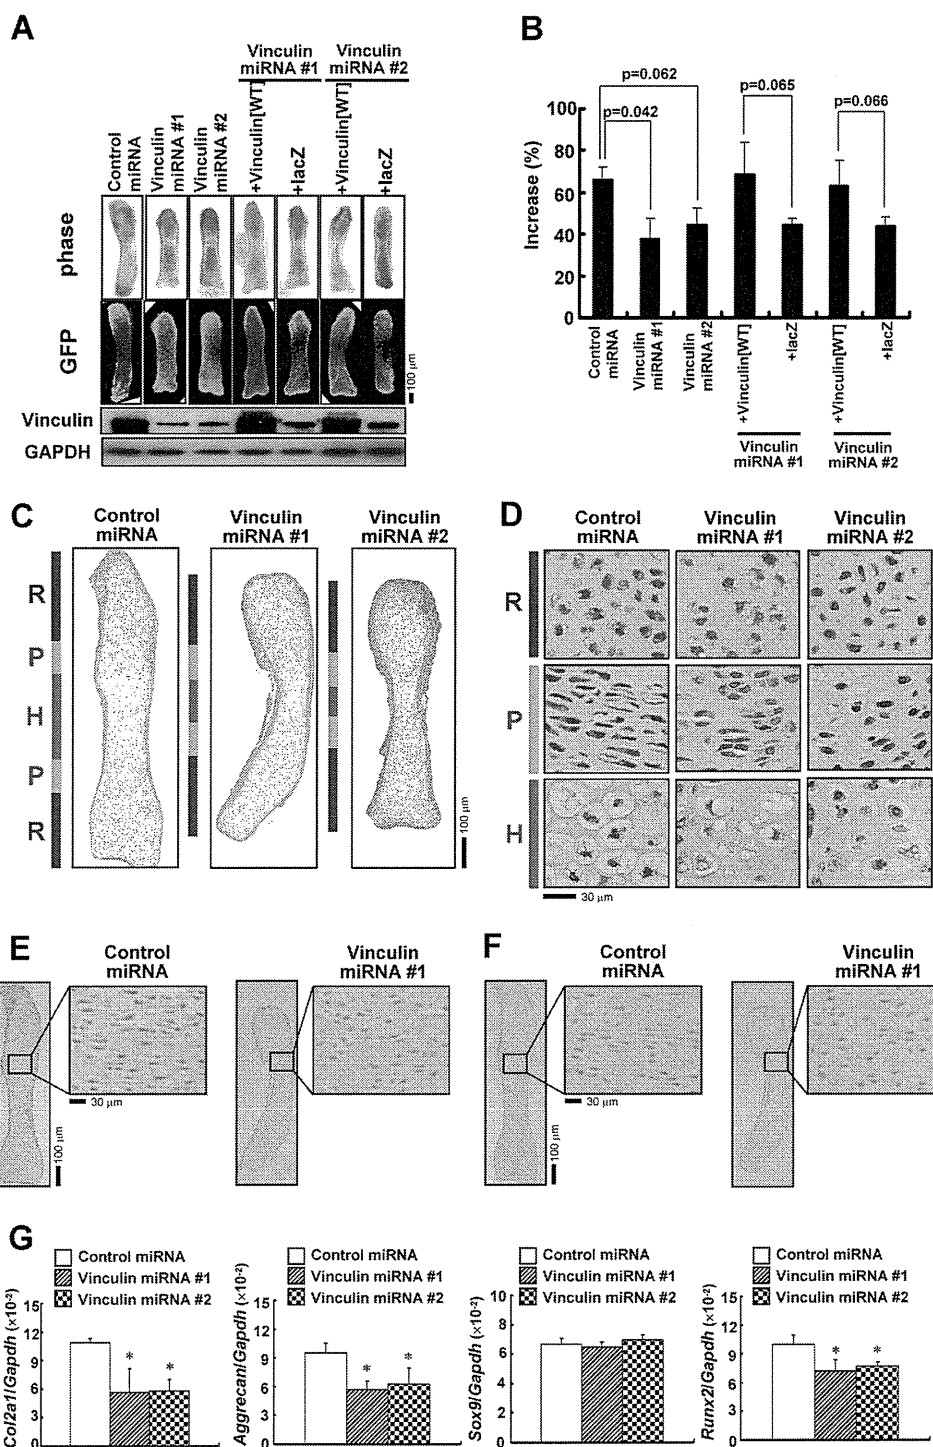 A
Vinculin
miRNA #1
Vinculin
miRNA #2
Control
miRNA
Vinculin
miRNA #1
Vinculin
miRNA #2
+Vinculin[WT]
+lacZ
+Vinculin[WT]
+lacZ
phase
GFP
100 μm
Vinculin
GAPDH
B
p=0.062
p=0.042
p=0.065
p=0.066
Increase (%)
100
80
60
40
20
0
Control
miRNA
Vinculin
miRNA #1
Vinculin
miRNA #2
+Vinculin[WT]
+lacZ
+Vinculin[WT]
+lacZ
Vinculin
miRNA #1
Vinculin
miRNA #2
C
Control
miRNA
Vinculin
miRNA #1
Vinculin
miRNA #2
R
P
H
P
R
100 μm
D
Control
miRNA
Vinculin
miRNA #1
Vinculin
miRNA #2
R
P
H
30 μm
E
Control
miRNA
Vinculin
miRNA #1
30 μm
100 μm
F
Control
miRNA
Vinculin
miRNA #1
30 μm
100 μm
G
Control miRNA
Vinculin miRNA #1
Vinculin miRNA #2
Col2a1/Gapdh (×10-2)
15
12
9
6
3
0
* *
Control miRNA
Vinculin miRNA #1
Vinculin miRNA #2
Aggrecan/Gapdh (×10-2)
15
12
9
6
3
0
* *
Control miRNA
Vinculin miRNA #1
Vinculin miRNA #2
Sox9/Gapdh (×10-2)
10
8
6
4
2
0
Control miRNA
Vinculin miRNA #1
Vinculin miRNA #2
Runx2/Gapdh (×10-2)
15
12
9
6
3
0
* *